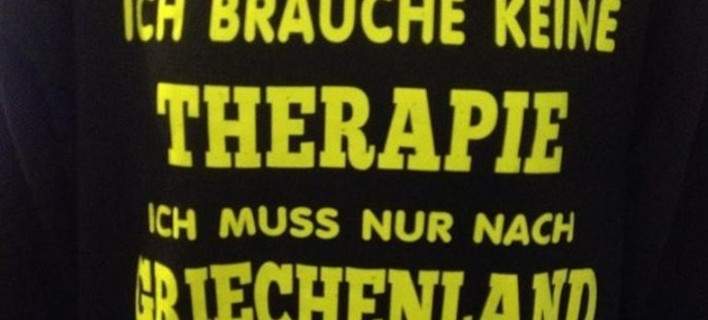 ICH BRAUCHE KEINE
THERAPIE
ICH MUSS NUR NACH
GRIECHENLAND